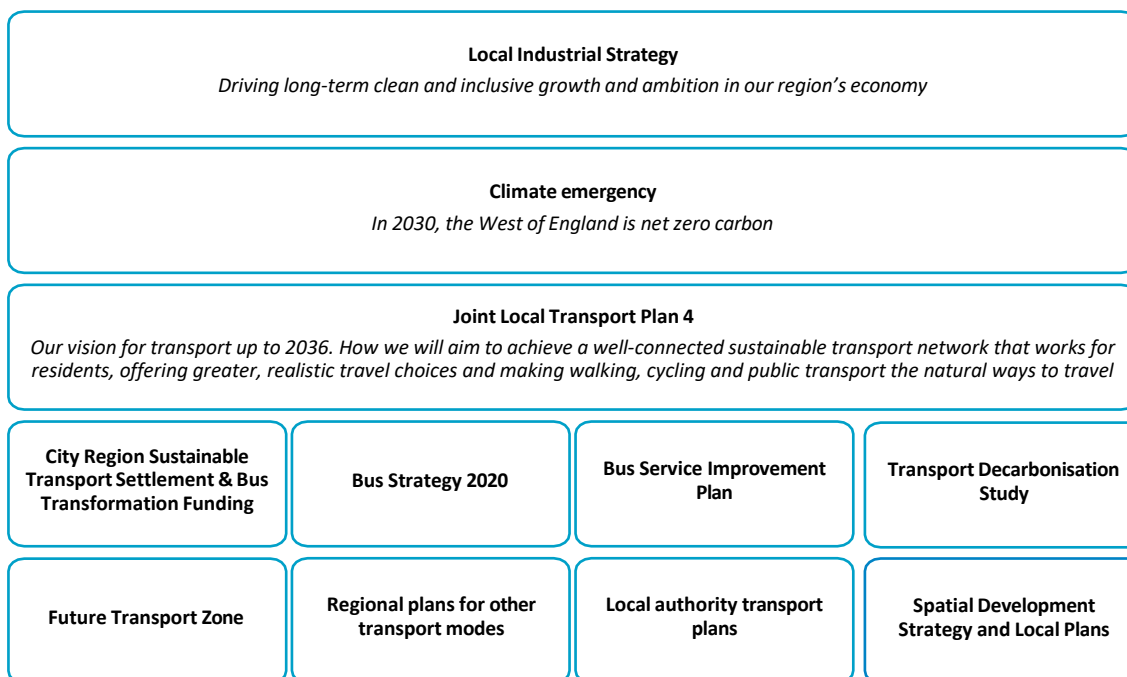 Local Industrial Strategy
Driving long-term clean and inclusive growth and ambition in our region's economy
Climate emergency
In 2030, the West of England is net zero carbon
Joint Local Transport Plan 4
Our vision for transport up to 2036. How we will aim to achieve a well-connected sustainable transport network that works for
residents, offering greater, realistic travel choices and making walking, cycling and public transport the natural ways to travel
City Region Sustainable
Transport Settlement & Bus
Transformation Funding
Bus Strategy 2020
Bus Service Improvement
Plan
Transport Decarbonisation
Study
Future Transport Zone
Regional plans for other
transport modes
Local authority transport
plans
Spatial Development
Strategy and Local Plans